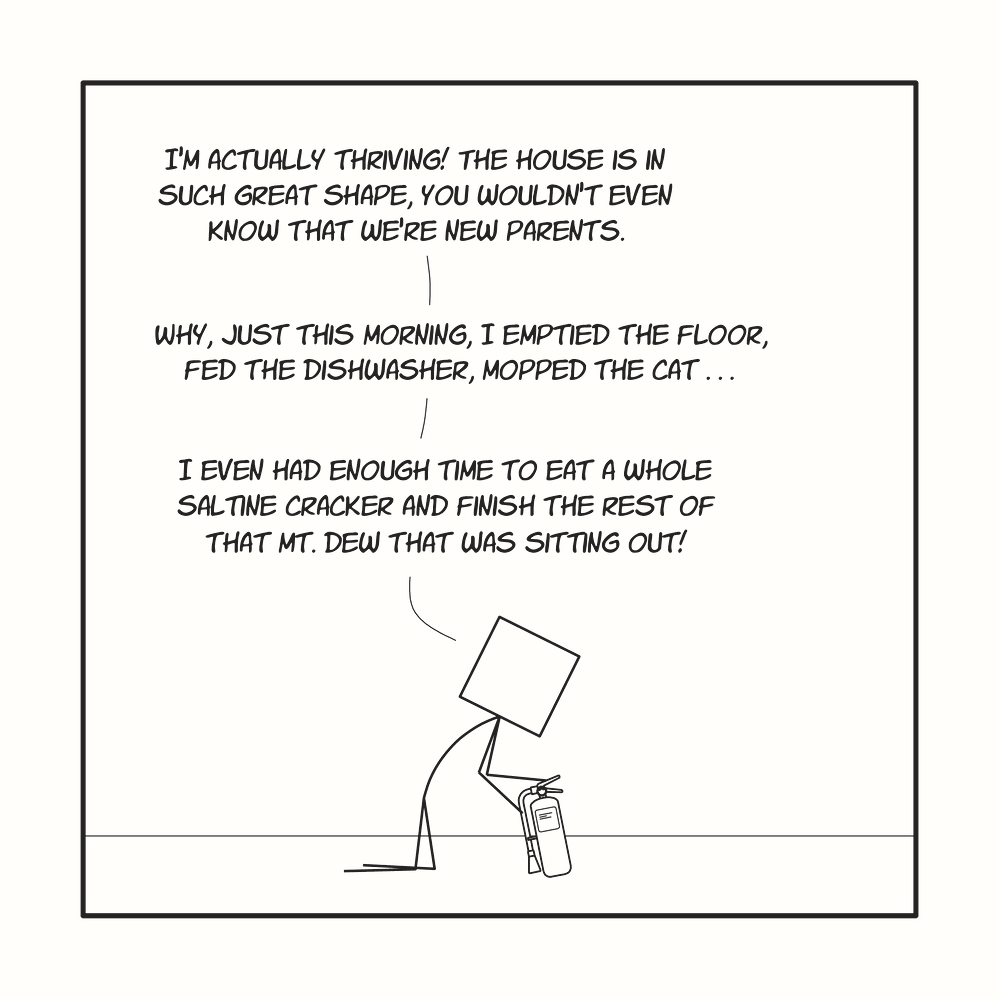 I'M ACTUALLY THRIVING! THE HOUSE IS IN
SUCH GREAT SHAPE, YOU WOULDN'T EVEN
KNOW THAT WE'RE NEW PARENTS.
WHY, JUST THIS MORNING, I EMPTIED THE FLOOR,
FED THE DISHWASHER, MOPPED THE CAT . . .
I EVEN HAD ENOUGH TIME TO EAT A WHOLE
SALTINE CRACKER AND FINISH THE REST OF
THAT MT. DEW THAT WAS SITTING OUT!